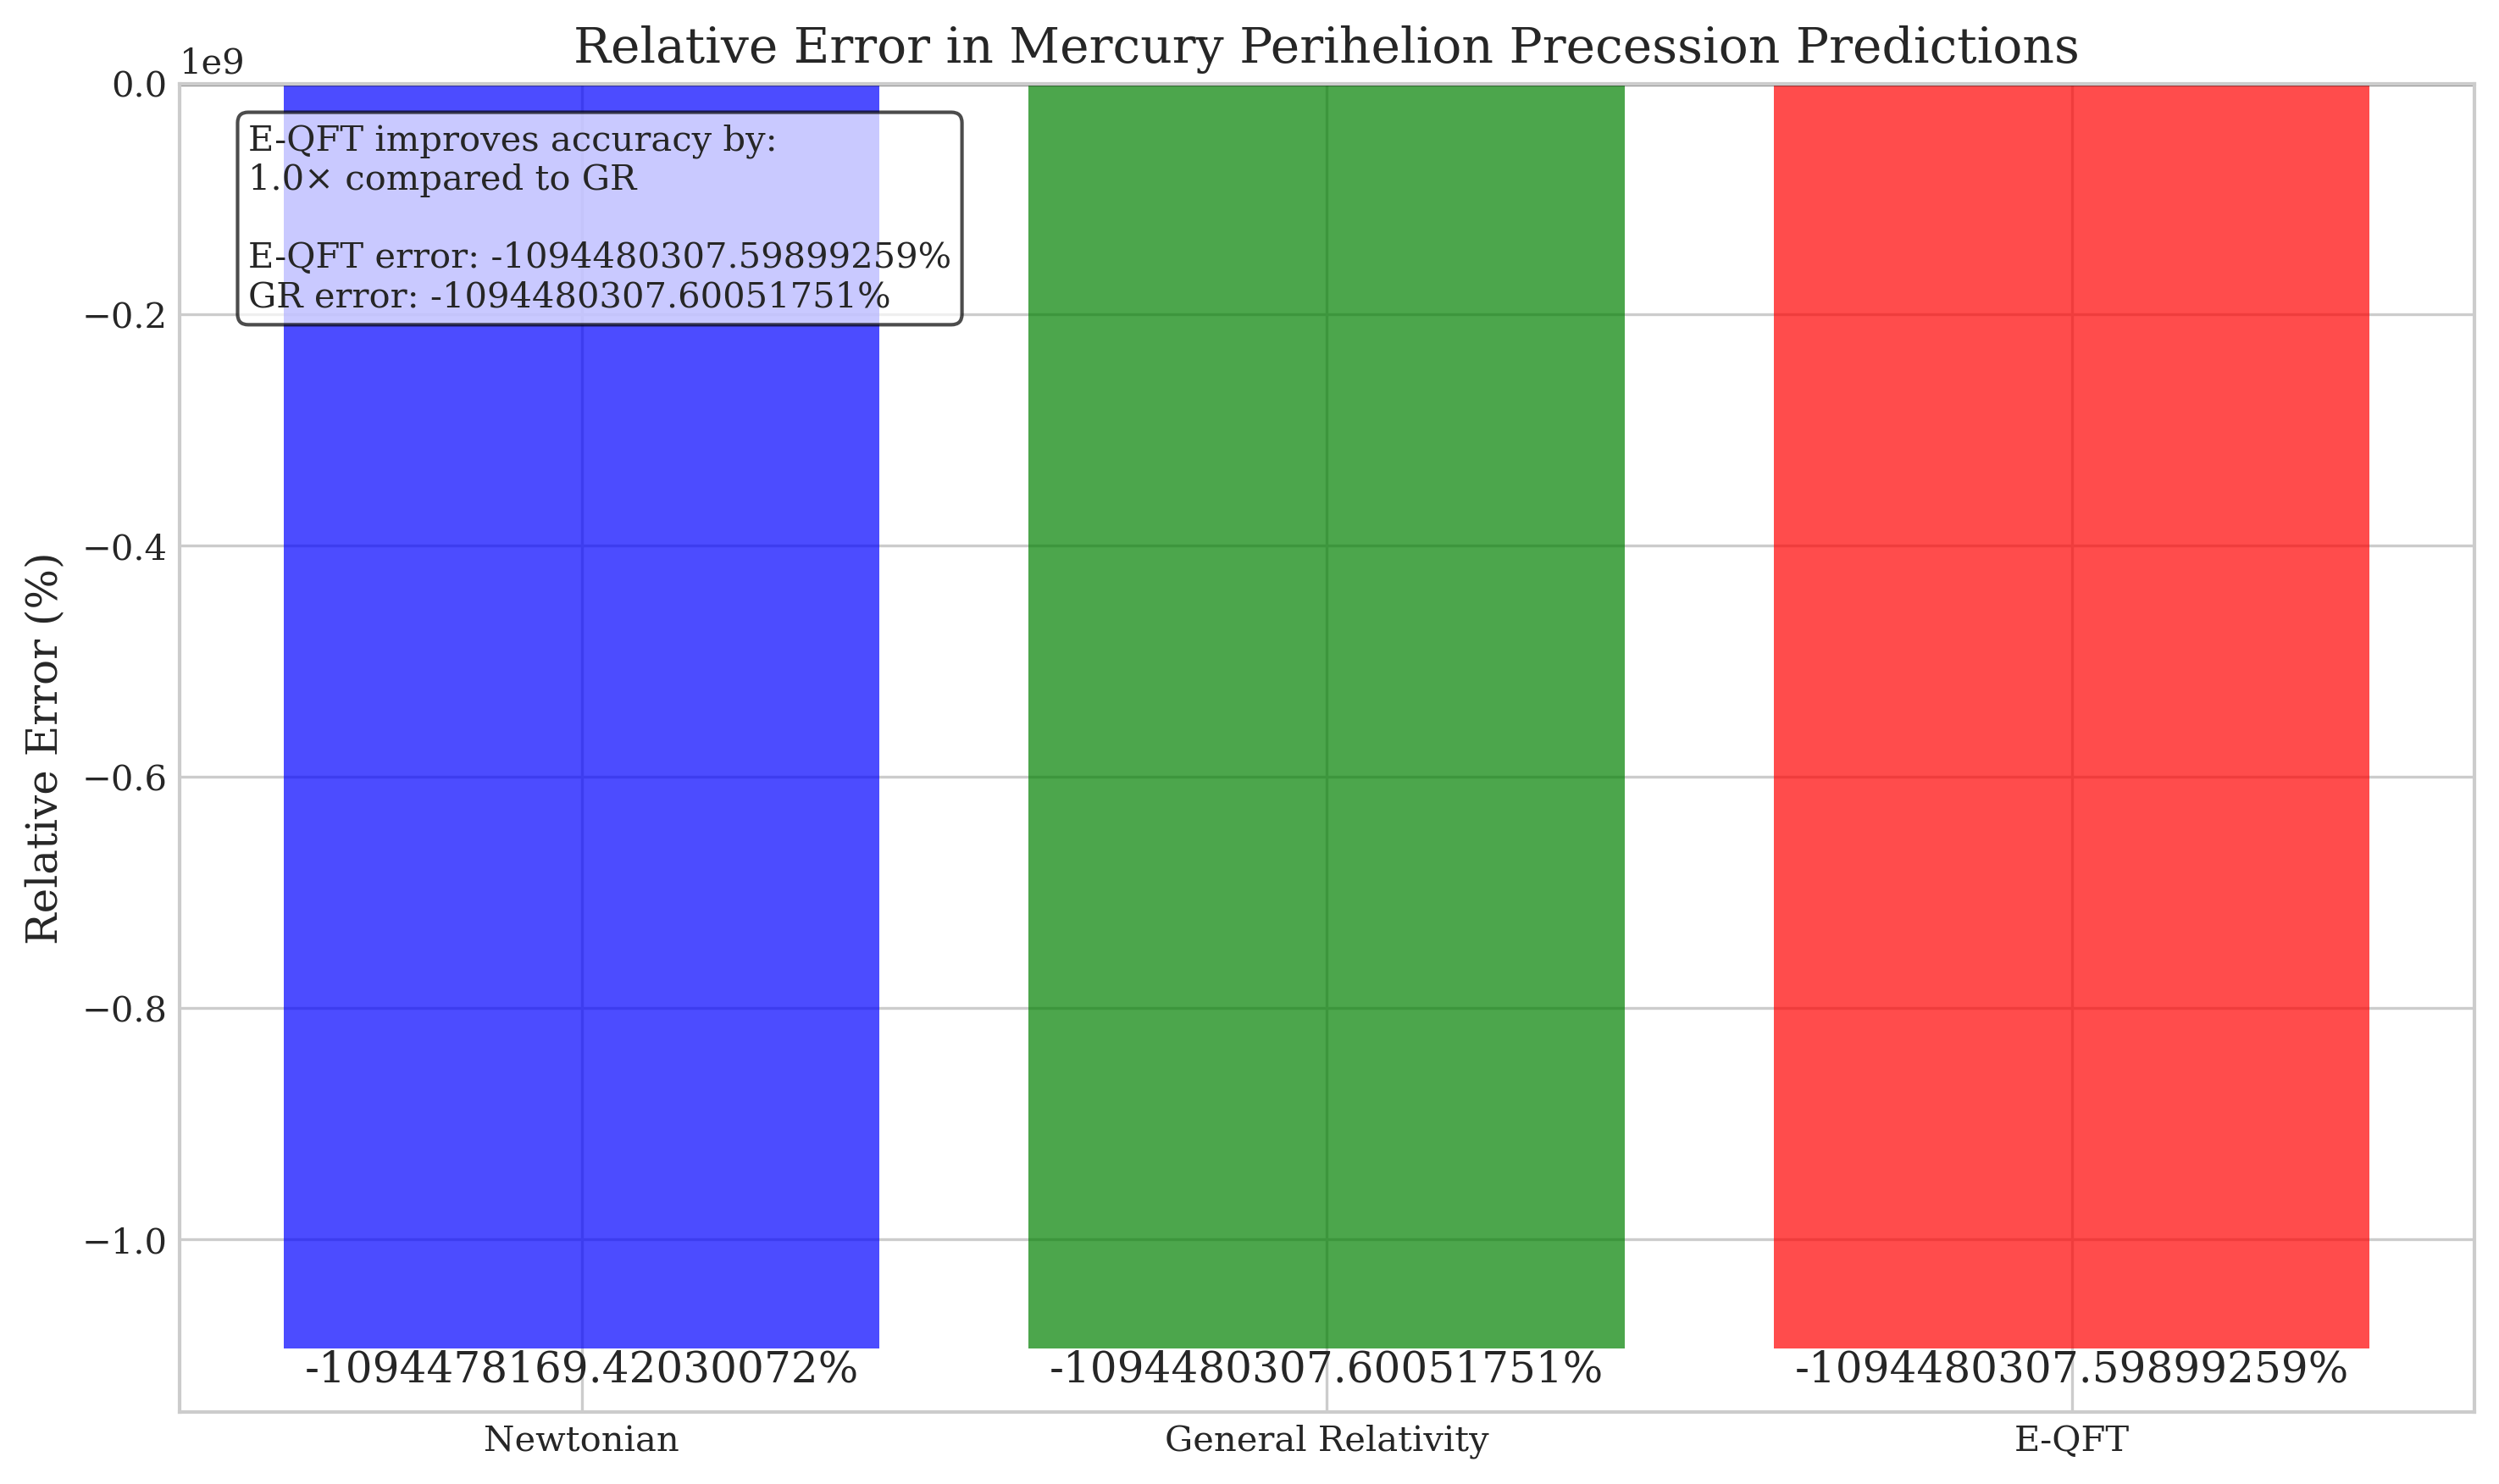 Relative Error in Mercury Perihelion Precession Predictions
1e9
0.0
−0.2
−0.4
−0.6
−0.8
−1.0
Relative Error (%)
E-QFT improves accuracy by:
1.0× compared to GR
E-QFT error: -1094480307.59899259%
GR error: -1094480307.60051751%
-1094478169.42030072%
-1094480307.60051751%
-1094480307.59899259%
Newtonian
General Relativity
E-QFT